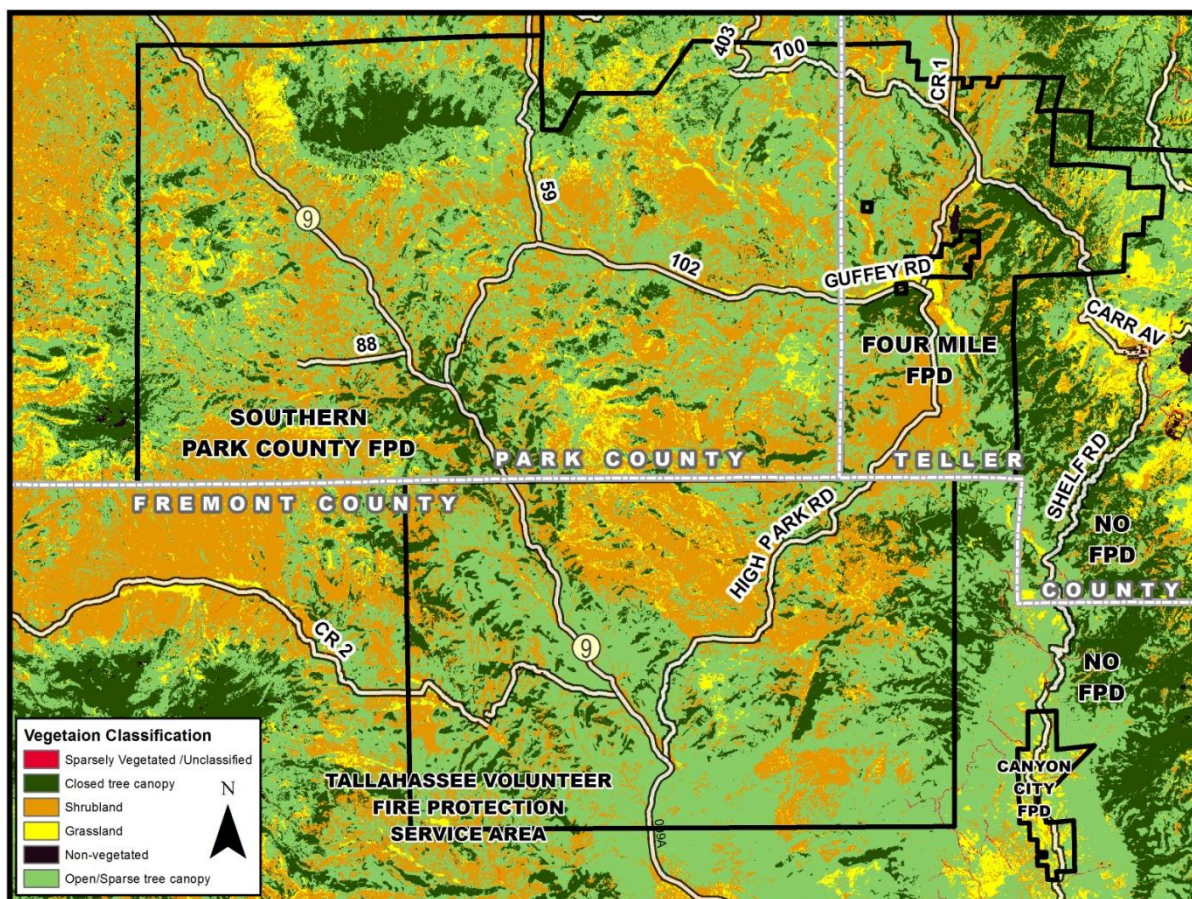 403
700
CR 1
59
9
102
GUFFEY RD
88
CARR AV
FOUR MILE
FPD
SOUTHERN
PARK COUNTY FPD
PARK COUNTY
TELLER
FREMONT COUNTY
SHELF RD
HIGH PARK RD
NO
FPD
COUNTY
CR 2
9
NO
FPD
Vegetaion Classification
Sparsely Vegetated /Unclassified
Closed tree canopy
Shrubland
Grassland
Non-vegetated
Open/Sparse tree canopy
N
TALLAHASSEE VOLUNTEER
FIRE PROTECTION
SERVICE AREA
CANYON
CITY
FPD
009A